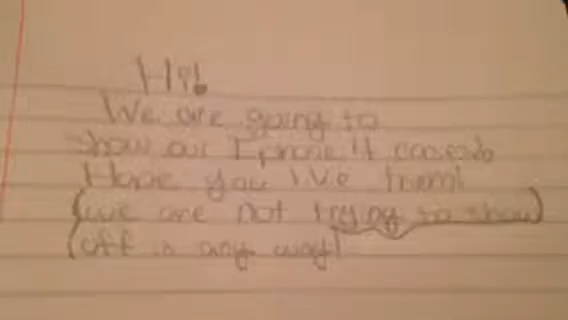 Hi!
We are going to
show our Iphone 4 cases
Hope you like them!
(we are not trying to show
off in any way!